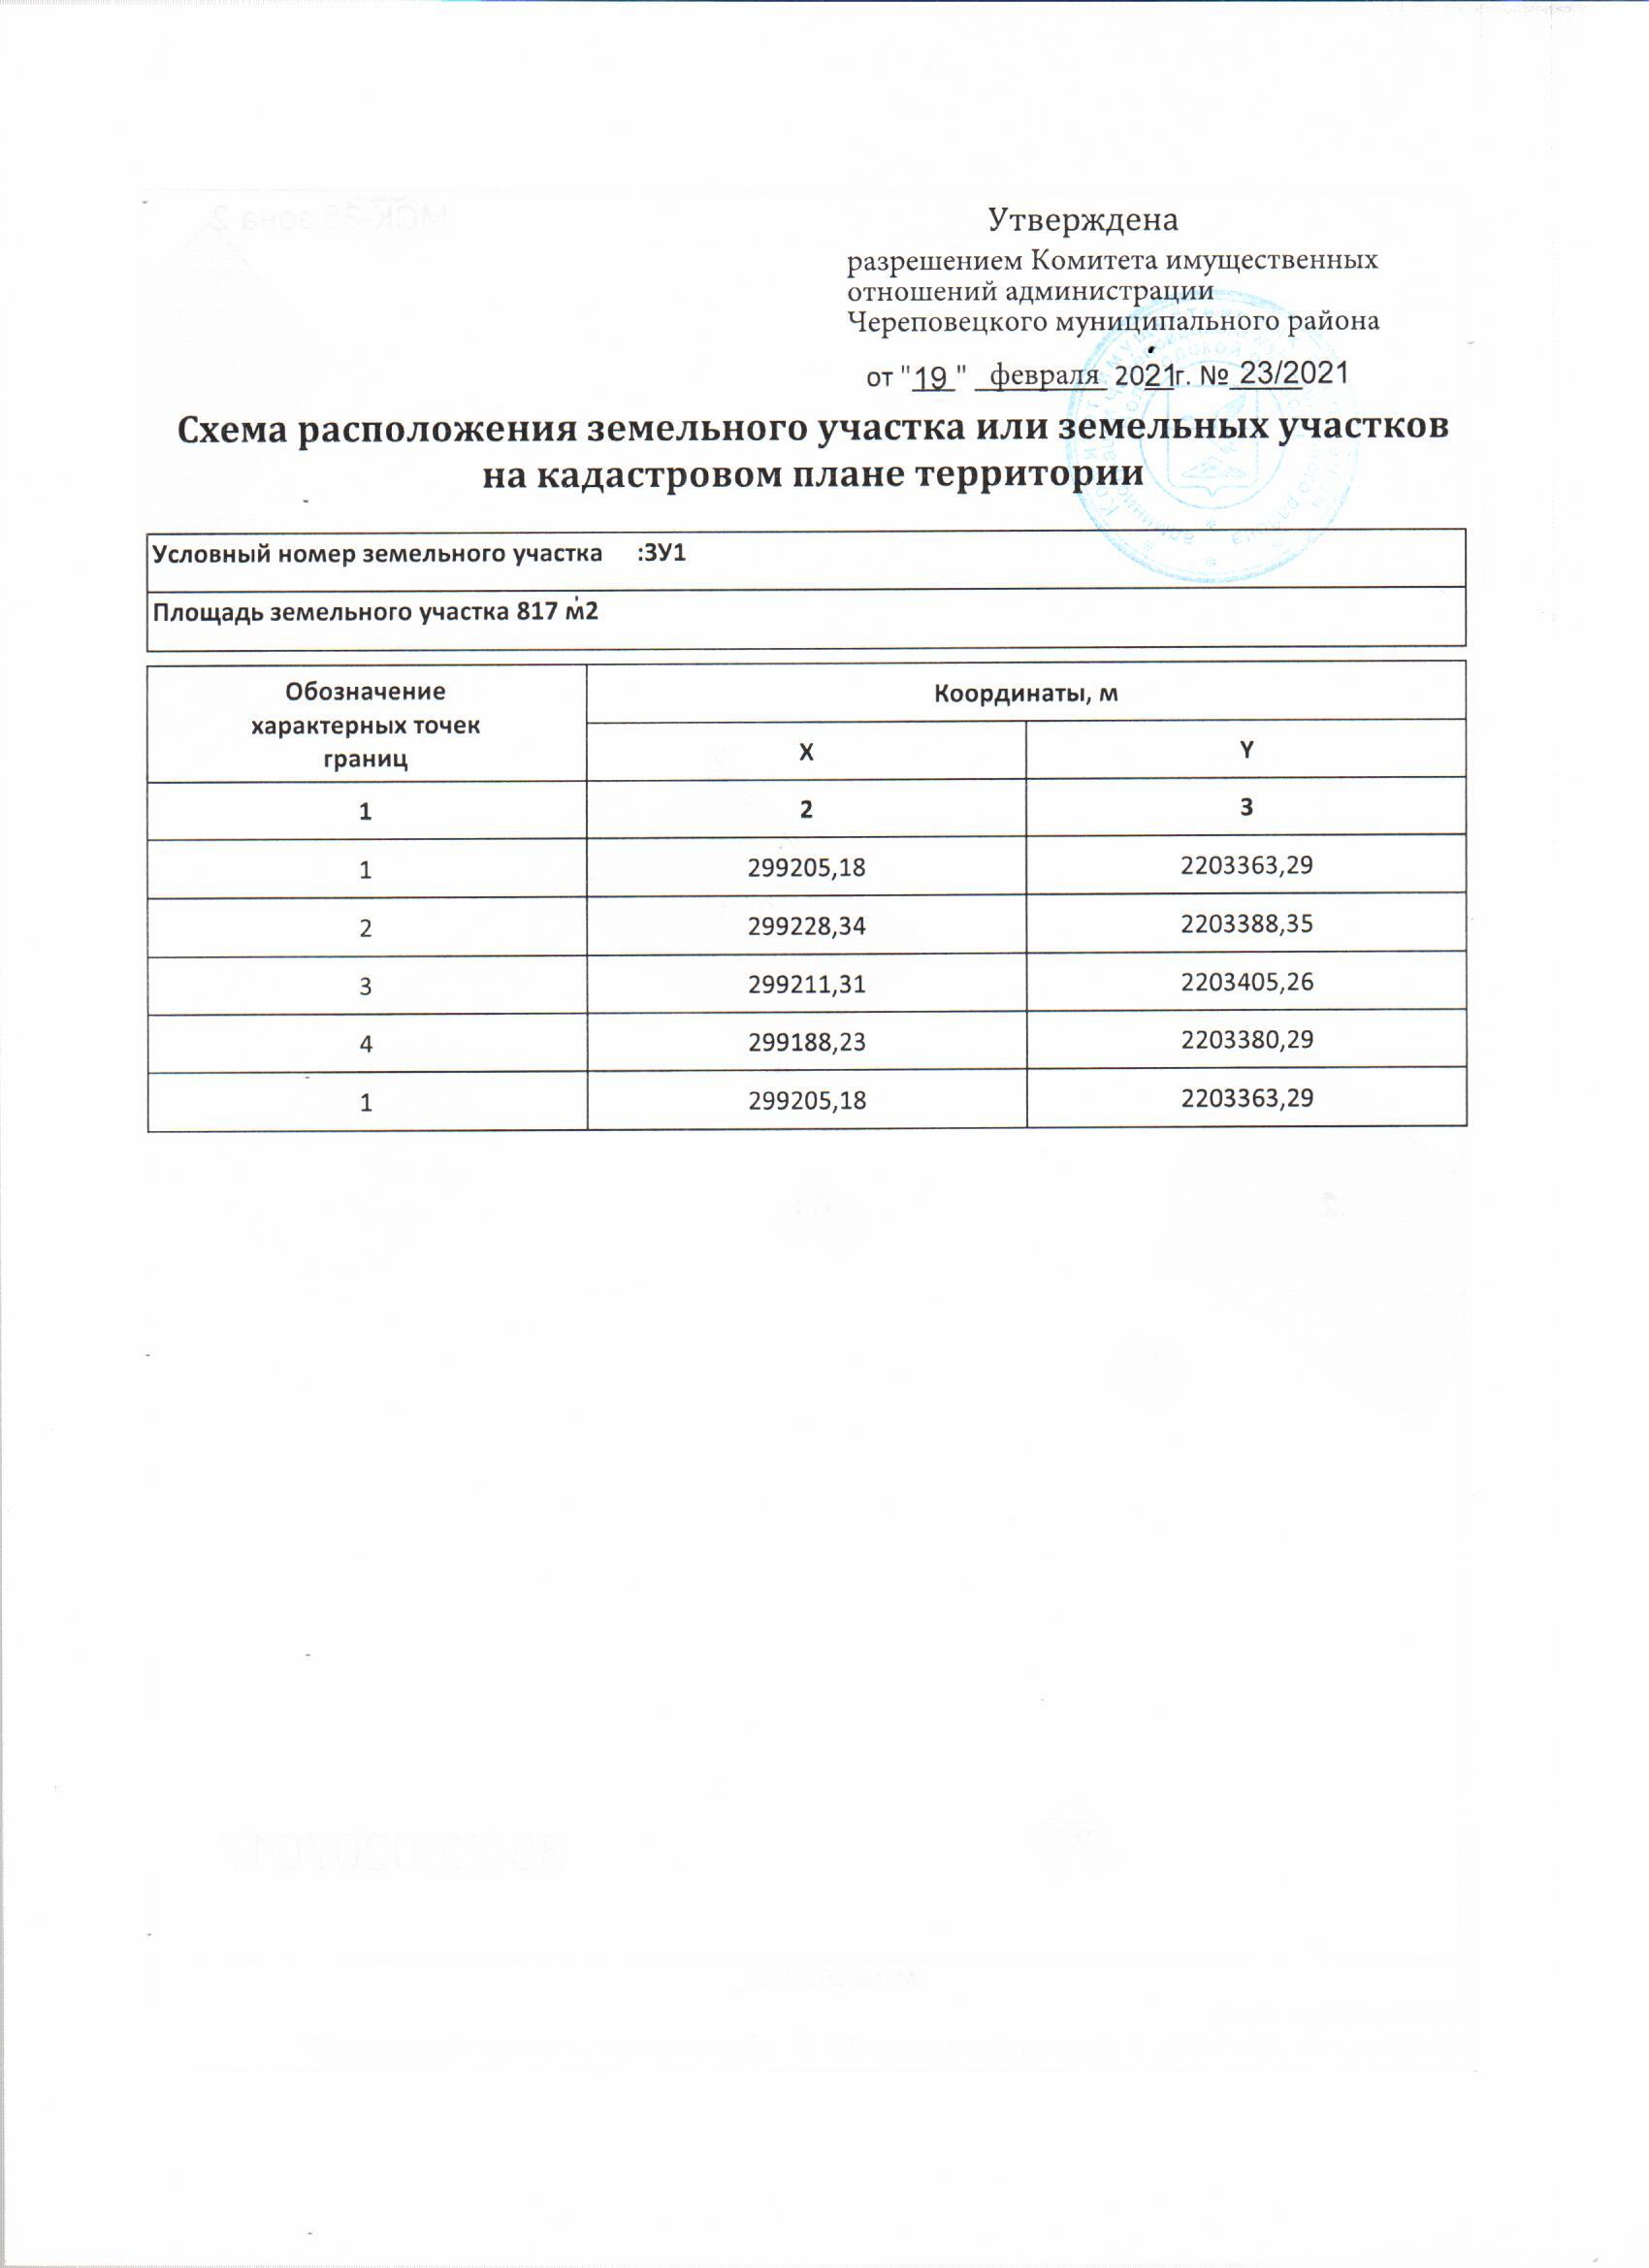 Утверждена
разрешением Комитета имущественных
отношений администрации
Череповецкого муниципального района
от "19" февраля 2021г. № 23/2021
Схема расположения земельного участка или земельных участков
на кадастровом плане территории
Условный номер земельного участка :ЗУ1
Площадь земельного участка 817 м2
Обозначение
характерных точек
границ
Координаты, м
X
Y
1 2 3
1 299205,18 2203363,29
2 299228,34 2203388,35
3 299211,31 2203405,26
4 299188,23 2203380,29
1 299205,18 2203363,29